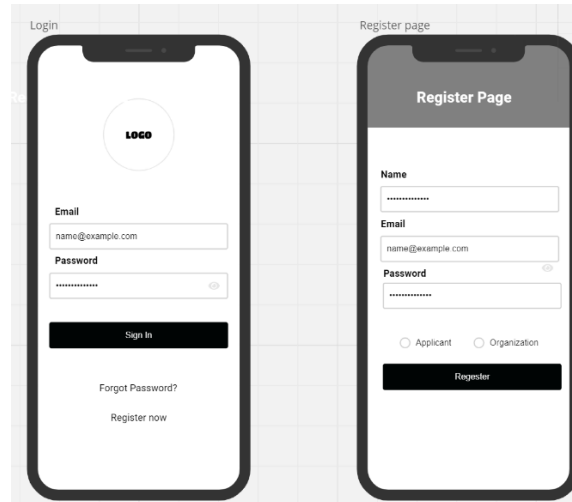 Login
LOGO
Email
name@example.com
Password
••••••••••••••
Sign In
Forgot Password?
Register now
Register page
Register Page
Name
••••••••••••••
Email
name@example.com
Password
••••••••••••••
Applicant
Organization
Regester